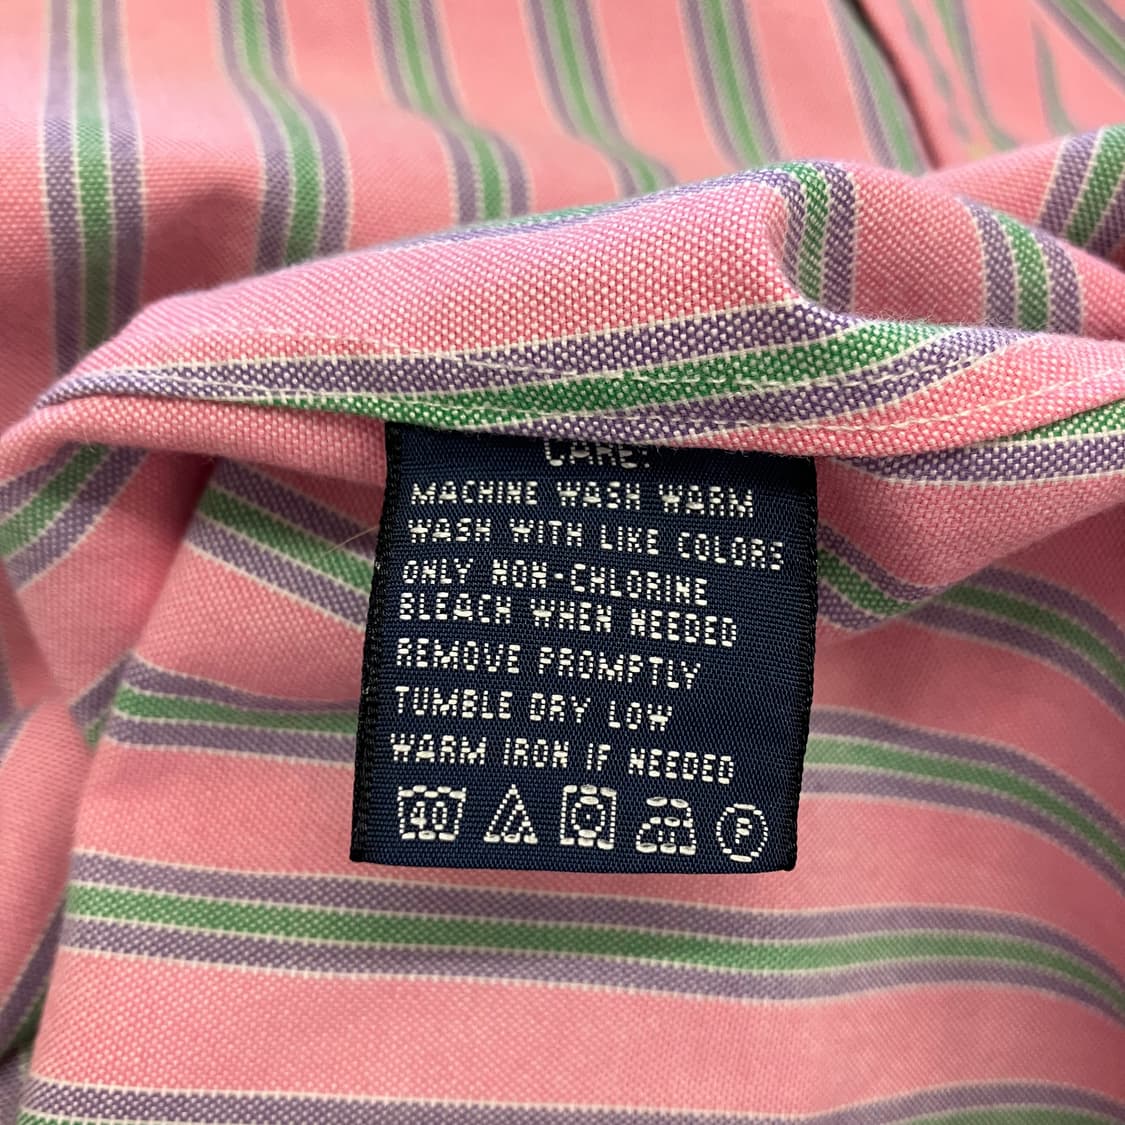 CARE:
MACHINE WASH WARM
WASH WITH LIKE COLORS
ONLY NON-CHLORINE
BLEACH WHEN NEEDED
REMOVE PROMPTLY
TUMBLE DRY LOW
WARM IRON IF NEEDED
40 P